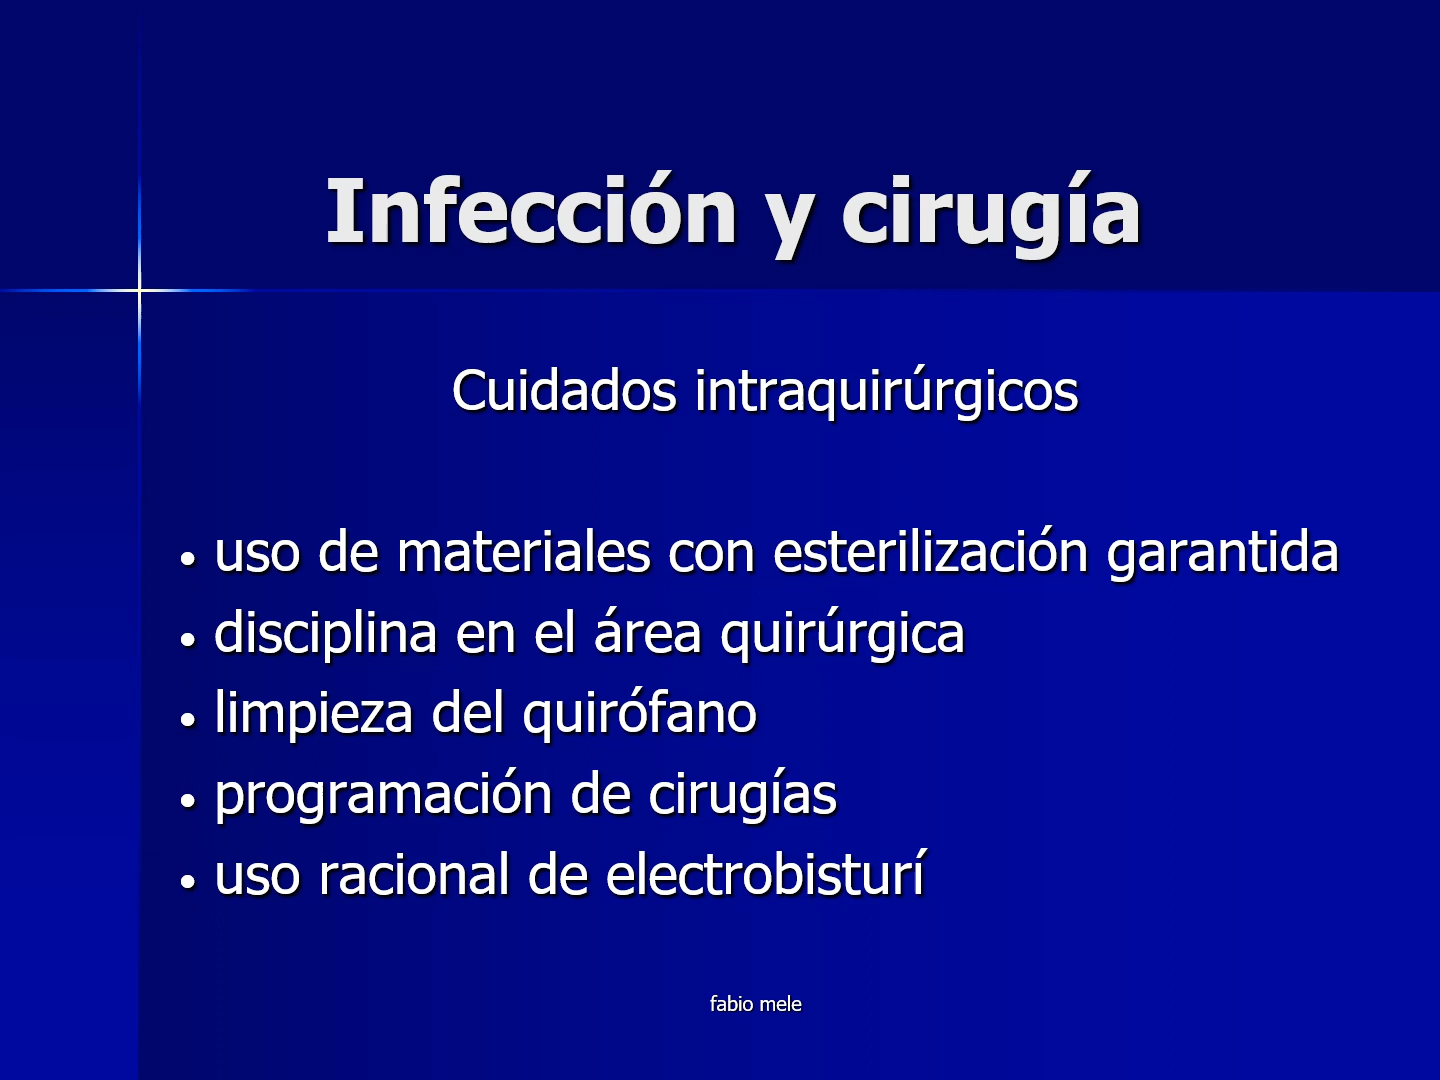 Infección y cirugía
Cuidados intraquirúrgicos
• uso de materiales con esterilización garantida
• disciplina en el área quirúrgica
• limpieza del quirófano
• programación de cirugías
• uso racional de electrobisturí
fabio mele